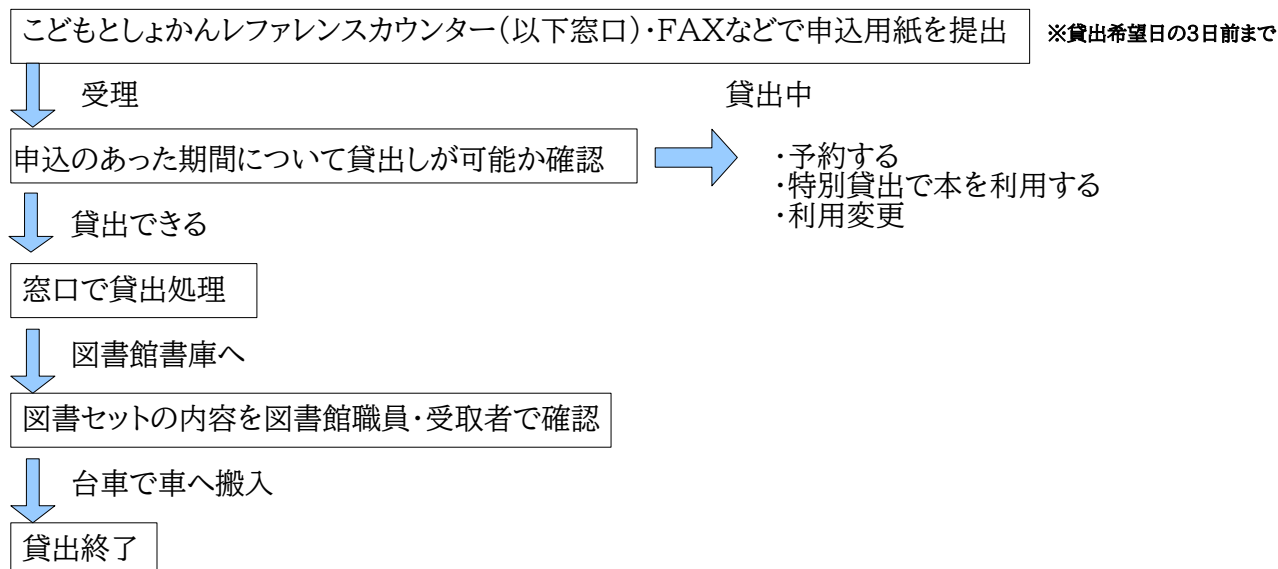 こどもとしょかんレファレンスカウンター(以下窓口)・FAXなどで申込用紙を提出 ※貸出希望日の3日前まで
受理 貸出中
申込のあった期間について貸出しが可能か確認
・予約する
・特別貸出で本を利用する
・利用変更
貸出できる
窓口で貸出処理
図書館書庫へ
図書セットの内容を図書館職員・受取者で確認
台車で車へ搬入
貸出終了